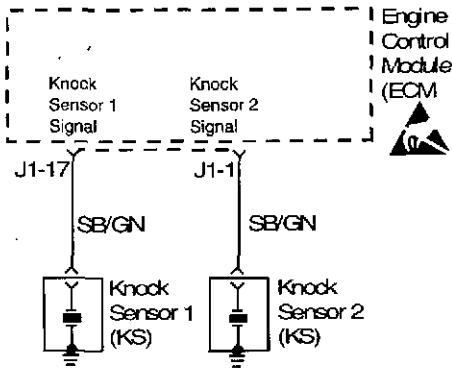 Engine
Control
Module
(ECM
Knock
Sensor 1
Signal
Knock
Sensor 2
Signal
J1-17
J1-1
SB/GN
SB/GN
Knock
Sensor 1
(KS)
Knock
Sensor 2
(KS)